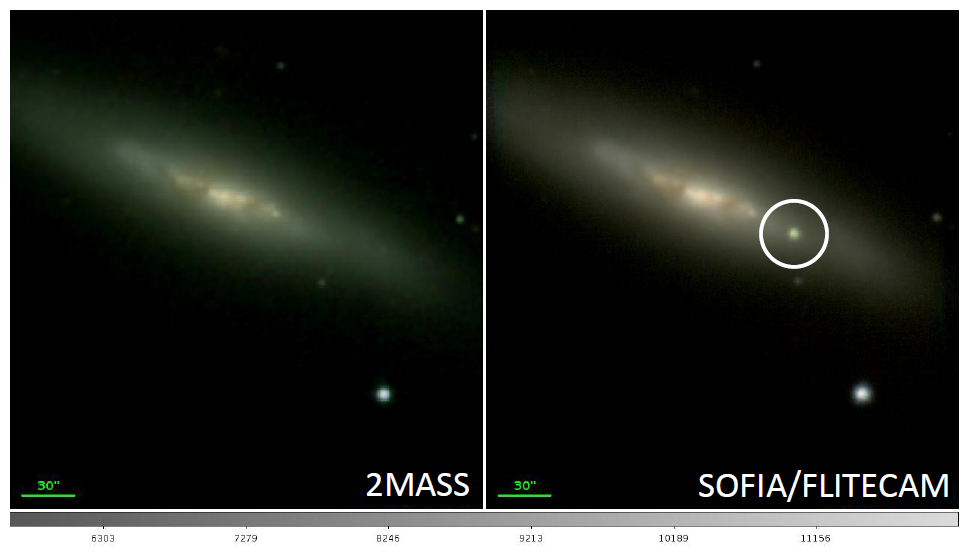 30"
2MASS
30"
SOFIA/FLITECAM
6303 7279 8246 9213 10189 11156